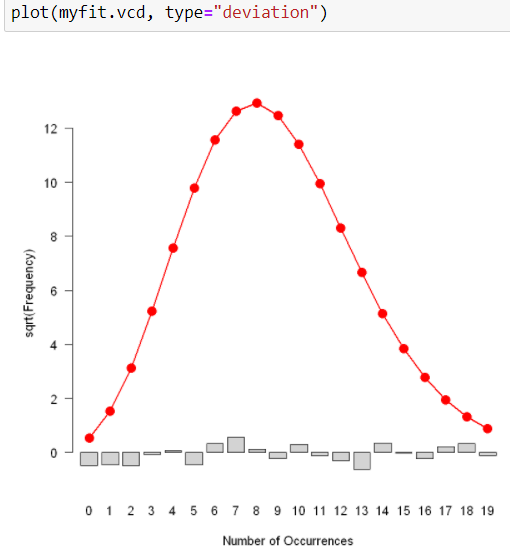 plot(myfit.vcd, type="deviation")
12
10
8
6
4
2
0
sqrt(Frequency)
0 1 2 3 4 5 6 7 8 9 10 11 12 13 14 15 16 17 18 19
Number of Occurrences